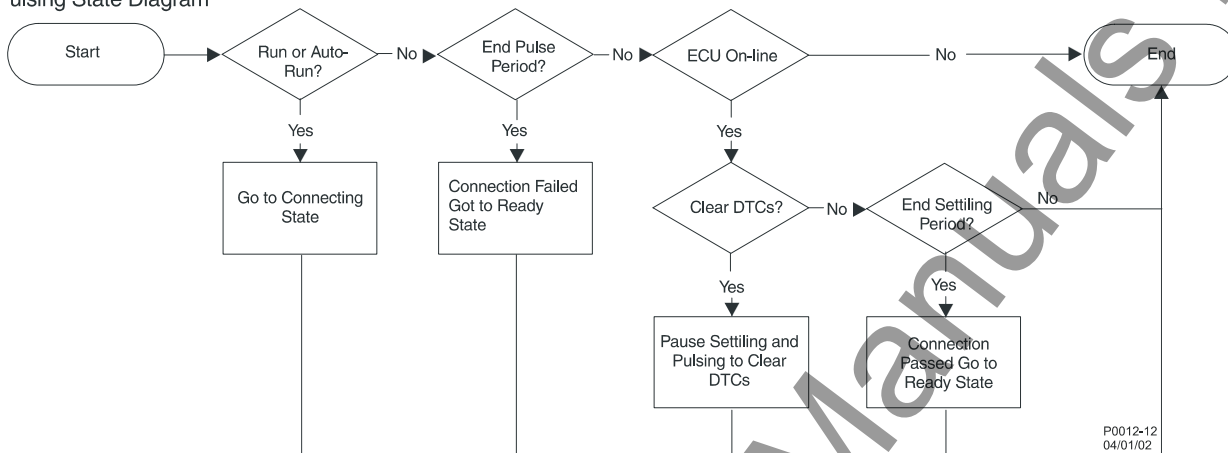 ulsing State Diagram
Start
Run or Auto-
Run?
No
End Pulse
Period?
No
ECU On-line
No
End
Yes
Yes
Yes
Go to Connecting
State
Connection Failed
Got to Ready
State
Clear DTCs?
No
End Settiling
Period?
No
Yes
Yes
Pause Settiling and
Pulsing to Clear
DTCs
Connection
Passed Go to
Ready State
P0012-12
04/01/02
Manuals